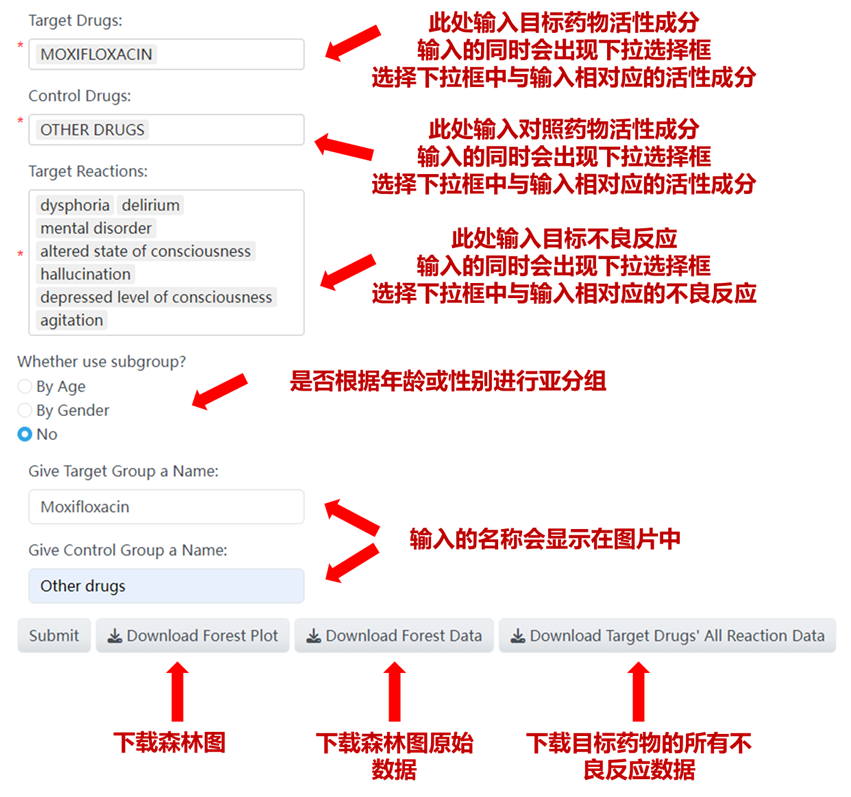 Target Drugs:
* MOXIFLOXACIN
此处输入目标药物活性成分
输入的同时会出现下拉选择框
选择下拉框中与输入相对应的活性成分
Control Drugs:
* OTHER DRUGS
此处输入对照药物活性成分
输入的同时会出现下拉选择框
选择下拉框中与输入相对应的活性成分
Target Reactions:
dysphoria delirium
mental disorder
* altered state of consciousness
hallucination
depressed level of consciousness
agitation
此处输入目标不良反应
输入的同时会出现下拉选择框
选择下拉框中与输入相对应的不良反应
Whether use subgroup?
By Age
By Gender
No
是否根据年龄或性别进行亚分组
Give Target Group a Name:
Moxifloxacin
Give Control Group a Name:
Other drugs
输入的名称会显示在图片中
Submit Download Forest Plot Download Forest Data Download Target Drugs' All Reaction Data
下载森林图
下载森林图原始
数据
下载目标药物的所有不
良反应数据